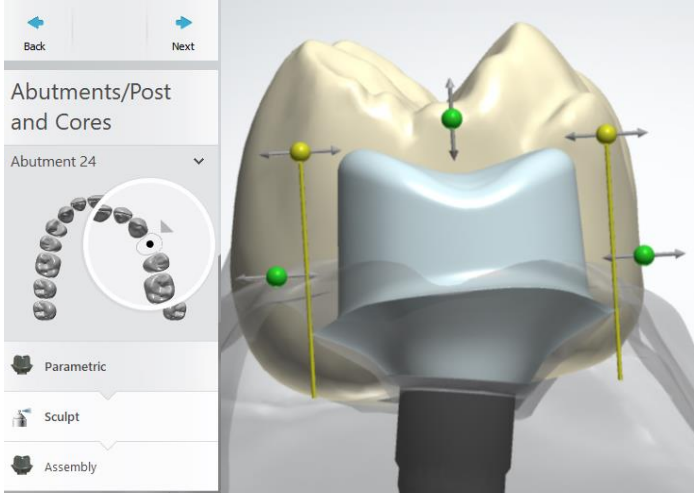 Back
Next
Abutments/Post
and Cores
Abutment 24
Parametric
Sculpt
Assembly